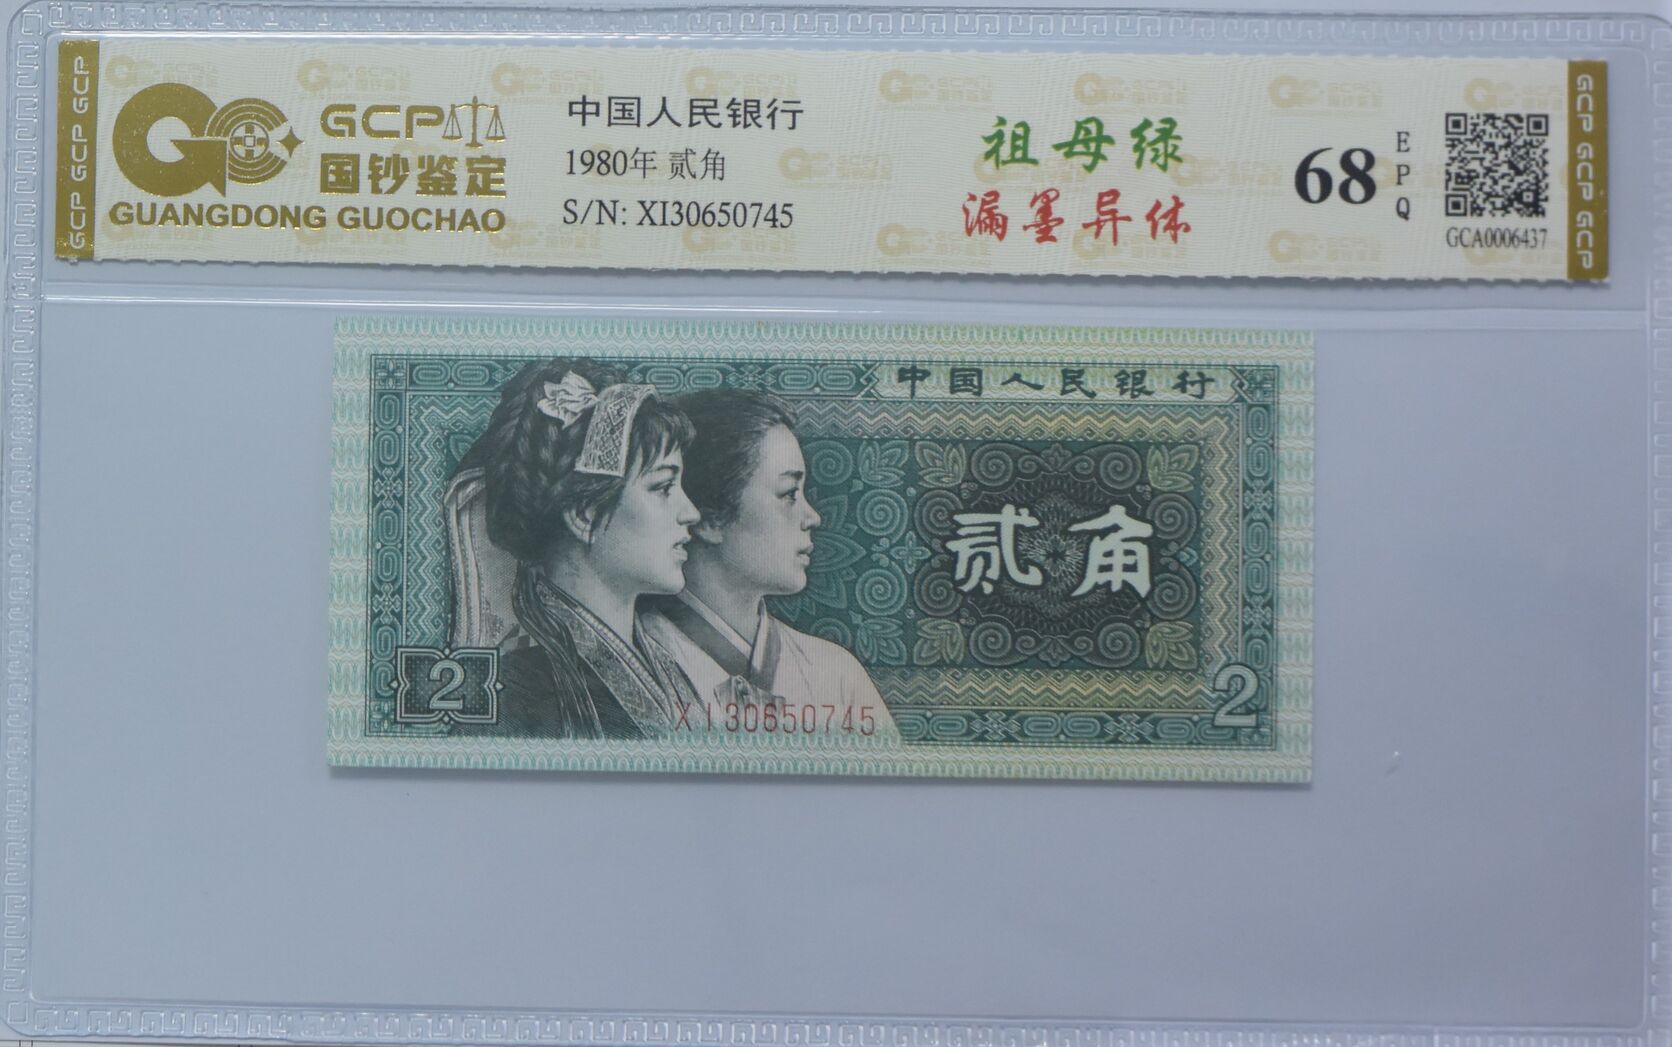 GCP GCP GCP
GCP
国钞鉴定
GUANGDONG GUOCHAO
中国人民银行
1980年 贰角
S/N: XI30650745
祖母绿
漏墨异体
68
EPQ
GCA0006437
GCP GCP GCP
中国人民银行
贰角
2
2
XI30650745